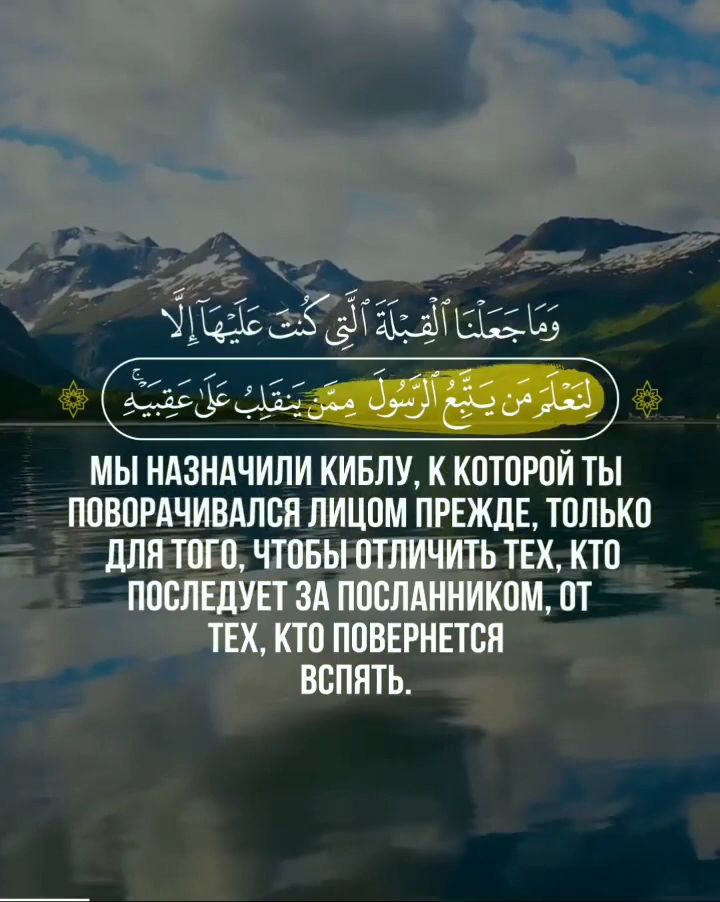 وَمَا جَعَلْنَا ٱلْقِبْلَةَ ٱلَّتِى كُنتَ عَلَيْهَآ إِلَّا
لِنَعْلَمَ مَن يَتَّبِعُ ٱلرَّسُولَ مِمَّن يَنقَلِبُ عَلَىٰ عَقِبَيْهِ ۚ
МЫ НАЗНАЧИЛИ КИБЛУ, К КОТОРОЙ ТЫ
ПОВОРАЧИВАЛСЯ ЛИЦОМ ПРЕЖДЕ, ТОЛЬКО
ДЛЯ ТОГО, ЧТОБЫ ОТЛИЧИТЬ ТЕХ, КТО
ПОСЛЕДУЕТ ЗА ПОСЛАННИКОМ, ОТ
ТЕХ, КТО ПОВЕРНЕТСЯ
ВСПЯТЬ.